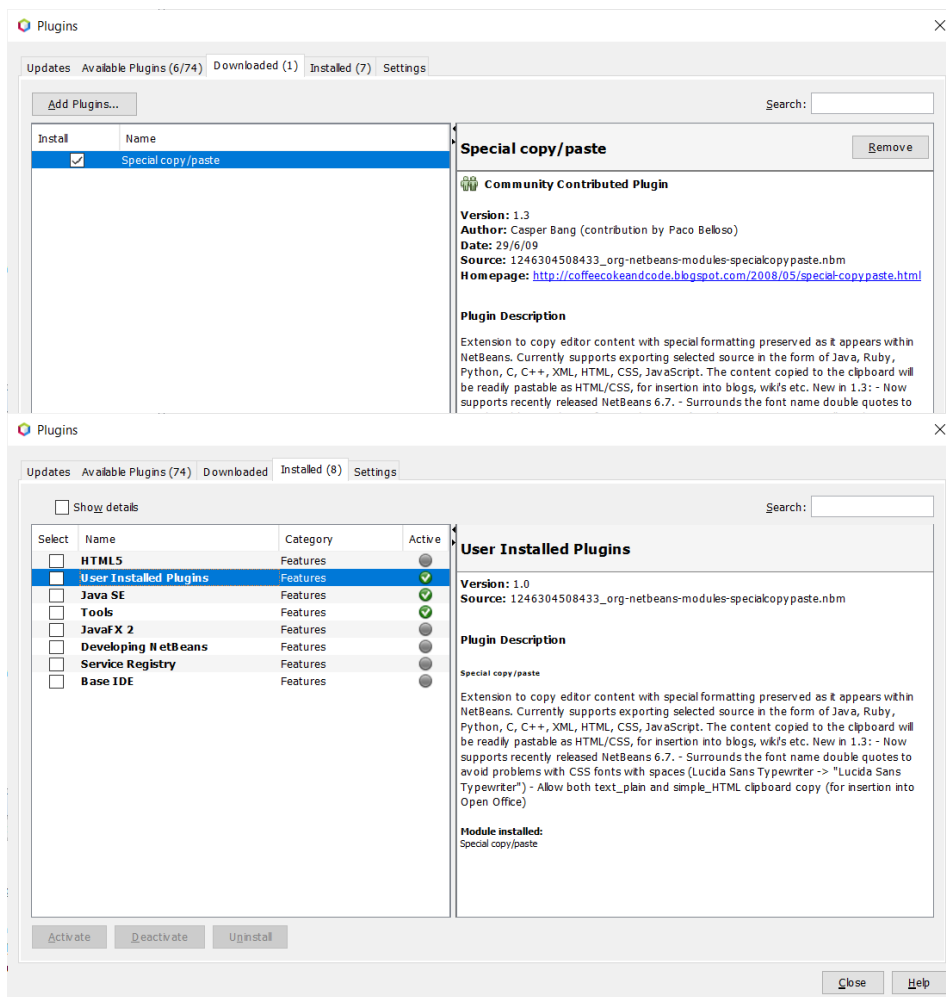 Plugins
Updates Available Plugins (6/74) Downloaded (1) Installed (7) Settings
Add Plugins...
Search:
Install Name
Special copy/paste
Special copy/paste
Remove
Community Contributed Plugin
Version: 1.3
Author: Casper Bang (contribution by Paco Belloso)
Date: 29/6/09
Source: 1246304508433_org-netbeans-modules-specialcopypaste.nbm
Homepage: http://coffeecokeandcode.blogspot.com/2008/05/special-copypaste.html
Plugin Description
Extension to copy editor content with special formatting preserved as it appears within
NetBeans. Currently supports exporting selected source in the form of Java, Ruby,
Python, C, C++, XML, HTML, CSS, JavaScript. The content copied to the clipboard will
be readily pastable as HTML/CSS, for insertion into blogs, wiki's etc. New in 1.3: - Now
supports recently released NetBeans 6.7. - Surrounds the font name double quotes to
Plugins
Updates Available Plugins (74) Downloaded Installed (8) Settings
Show details
Search:
Select Name Category Active
HTML5 Features
User Installed Plugins Features
Java SE Features
Tools Features
JavaFX 2 Features
Developing NetBeans Features
Service Registry Features
Base IDE Features
User Installed Plugins
Version: 1.0
Source: 1246304508433_org-netbeans-modules-specialcopypaste.nbm
Plugin Description
Special copy/paste
Extension to copy editor content with special formatting preserved as it appears within
NetBeans. Currently supports exporting selected source in the form of Java, Ruby,
Python, C, C++, XML, HTML, CSS, JavaScript. The content copied to the clipboard will
be readily pastable as HTML/CSS, for insertion into blogs, wiki's etc. New in 1.3: - Now
supports recently released NetBeans 6.7. - Surrounds the font name double quotes to
avoid problems with CSS fonts with spaces (Lucida Sans Typewriter -> "Lucida Sans
Typewriter") - Allow both text_plain and simple_HTML clipboard copy (for insertion into
Open Office)
Module installed:
Special copy/paste
Activate Deactivate Uninstall
Close Help